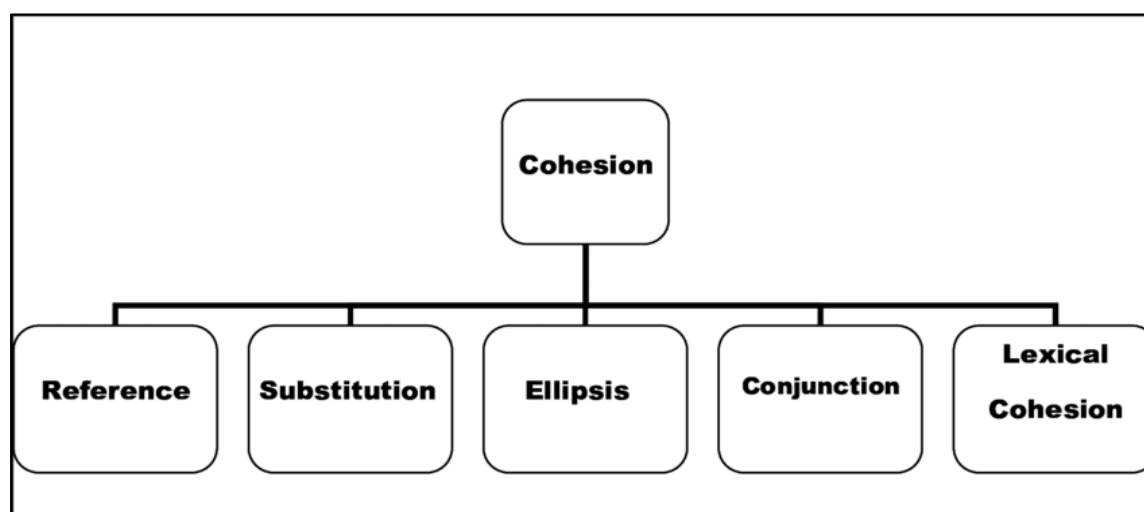 Cohesion
Reference
Substitution
Ellipsis
Conjunction
Lexical
Cohesion